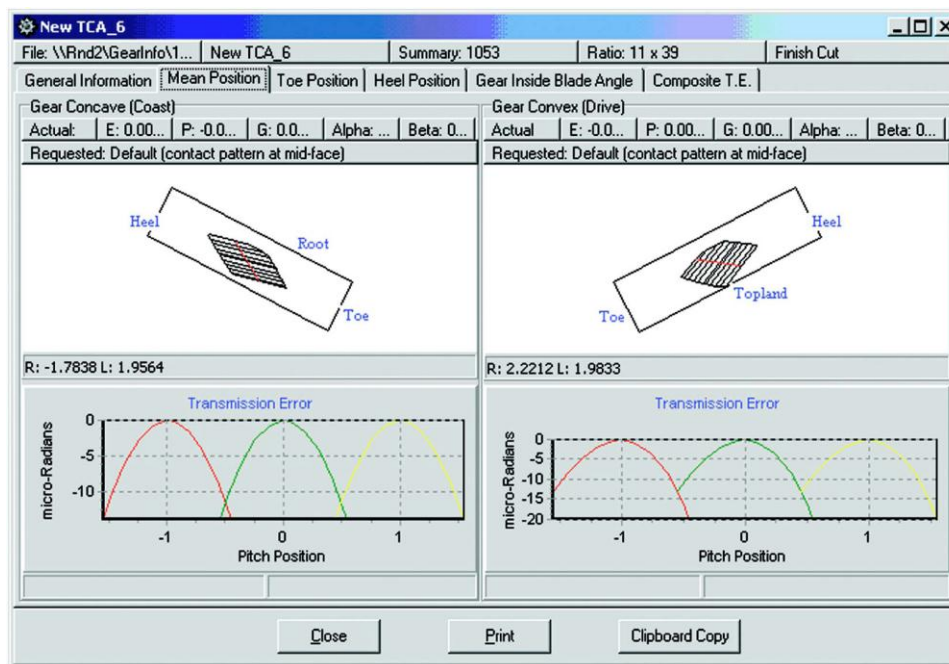 New TCA_6
File: \\Rnd2\GearInfo\1... New TCA_6 Summary: 1053 Ratio: 11 x 39 Finish Cut
General Information Mean Position Toe Position Heel Position Gear Inside Blade Angle Composite T.E.
Gear Concave (Coast)
Actual: E: 0.00... P: -0.0... G: 0.0... Alpha: ... Beta: 0...
Requested: Default (contact pattern at mid-face)
Heel
Root
Toe
R: -1.7838 L: 1.9564
Transmission Error
micro-Radians
0
-5
-10
-1 0 1
Pitch Position
Gear Convex (Drive)
Actual E: -0.0... P: 0.00... G: 0.00... Alpha: ... Beta: 0...
Requested: Default (contact pattern at mid-face)
Heel
Topland
Toe
R: 2.2212 L: 1.9833
Transmission Error
micro-Radians
0
-5
-10
-15
-20
-1 0 1
Pitch Position
Close Print Clipboard Copy